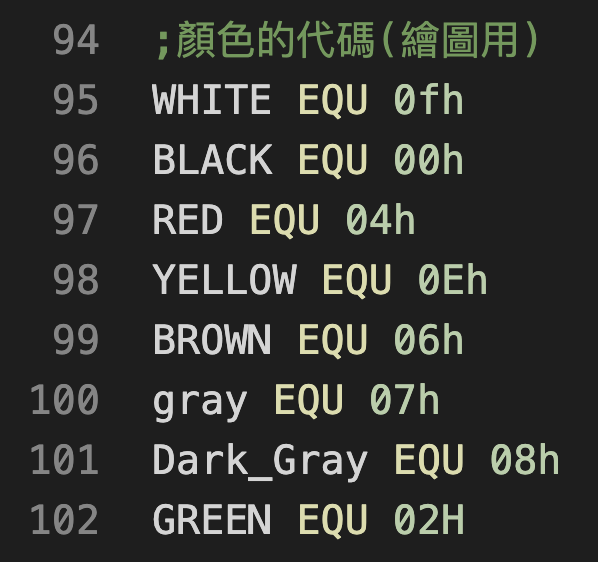 94 ;顏色的代碼(繪圖用)
95 WHITE EQU 0fh
96 BLACK EQU 00h
97 RED EQU 04h
98 YELLOW EQU 0Eh
99 BROWN EQU 06h
100 gray EQU 07h
101 Dark_Gray EQU 08h
102 GREEN EQU 02H